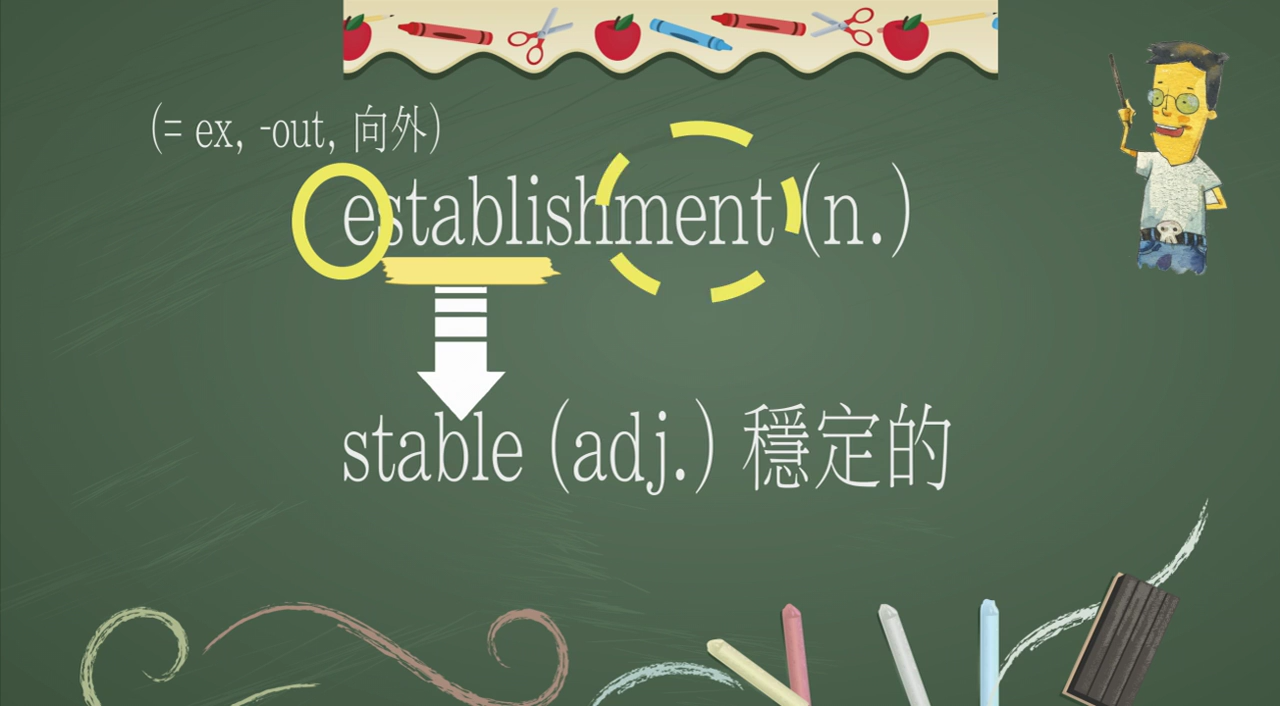 (= ex, -out, 向外)
establishment (n.)
stable (adj.) 穩定的